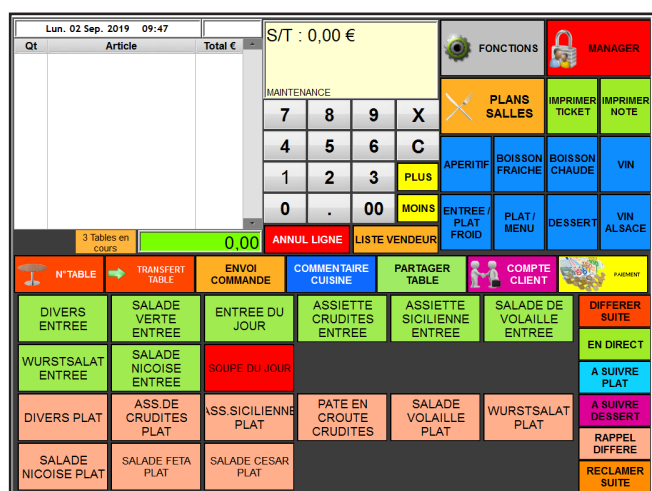 Lun. 02 Sep. 2019 09:47
Qt Article Total €
S/T : 0,00 €
MAINTENANCE
FONCTIONS
MANAGER
PLANS
SALLES
IMPRIMER
TICKET
IMPRIMER
NOTE
7 8 9 X
4 5 6 C
1 2 3 PLUS
0 . 00 MOINS
APERITIF
BOISSON
FRAICHE
BOISSON
CHAUDE
VIN
ENTREE /
PLAT
FROID
PLAT /
MENU
DESSERT
VIN
ALSACE
3 Tables en
cours
0,00
ANNUL LIGNE
LISTE VENDEUR
N°TABLE
TRANSFERT
TABLE
ENVOI
COMMANDE
COMMENTAIRE
CUISINE
PARTAGER
TABLE
COMPTE
CLIENT
PAIEMENT
DIVERS
ENTREE
SALADE
VERTE
ENTREE
ENTREE DU
JOUR
ASSIETTE
CRUDITES
ENTREE
ASSIETTE
SICILIENNE
ENTREE
SALADE DE
VOLAILLE
ENTREE
DIFFERER
SUITE
EN DIRECT
WURSTSALAT
ENTREE
SALADE
NICOISE
ENTREE
SOUPE DU JOUR
A SUIVRE
PLAT
DIVERS PLAT
ASS.DE
CRUDITES
PLAT
ASS.SICILIENNE
PLAT
PATE EN
CROUTE
CRUDITES
SALADE
VOLAILLE
PLAT
WURSTSALAT
PLAT
A SUIVRE
DESSERT
RAPPEL
DIFFERE
SALADE
NICOISE PLAT
SALADE FETA
PLAT
SALADE CESAR
PLAT
RECLAMER
SUITE